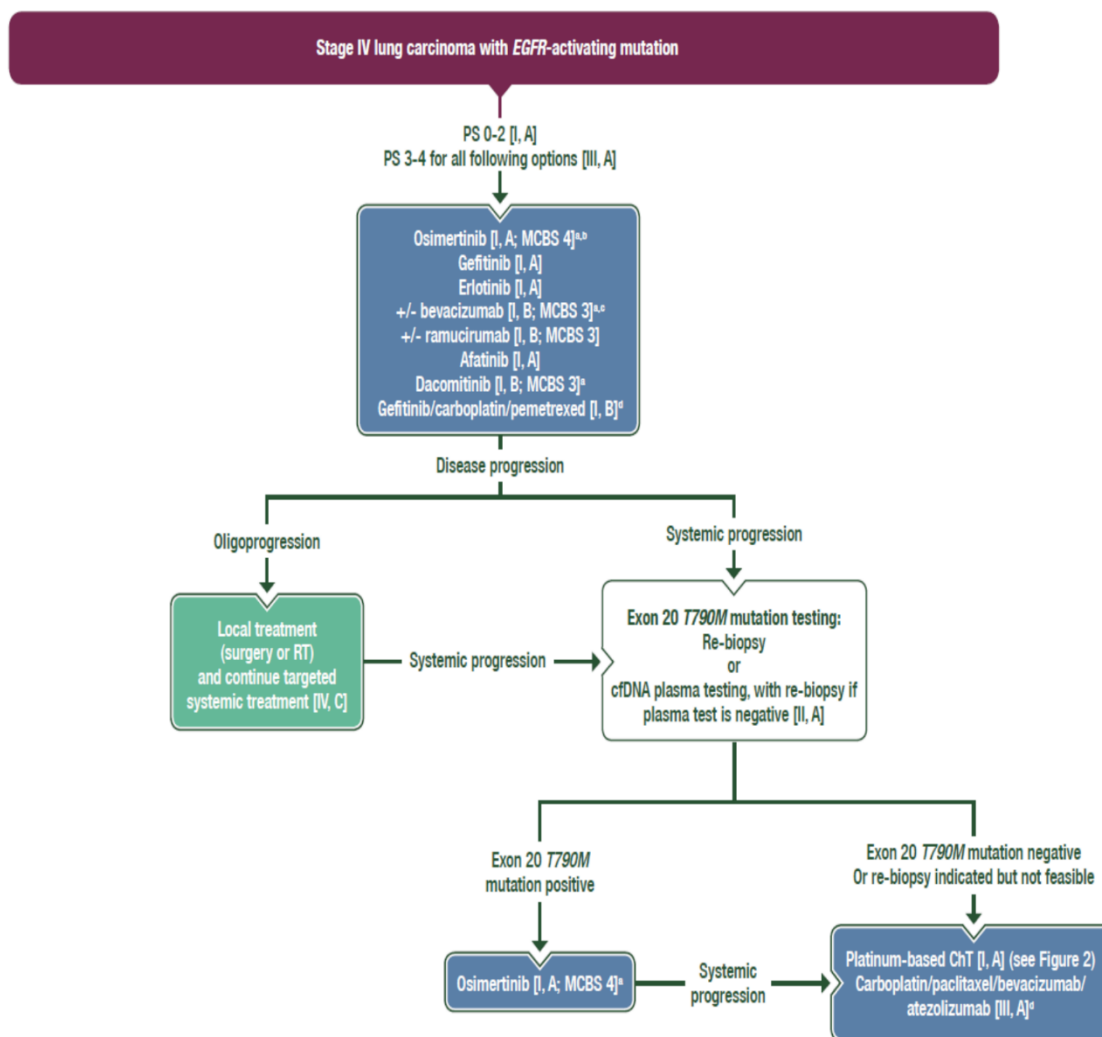 Stage IV lung carcinoma with EGFR-activating mutation
PS 0-2 [I, A]
PS 3-4 for all following options [III, A]
Osimertinib [I, A; MCBS 4]ᵃ,ᵇ
Gefitinib [I, A]
Erlotinib [I, A]
+/- bevacizumab [I, B; MCBS 3]ᵃ,ᶜ
+/- ramucirumab [I, B; MCBS 3]
Afatinib [I, A]
Dacomitinib [I, B; MCBS 3]ᵃ
Gefitinib/carboplatin/pemetrexed [I, B]ᵈ
Disease progression
Oligoprogression
Systemic progression
Local treatment
(surgery or RT)
and continue targeted
systemic treatment [IV, C]
Systemic progression
Exon 20 T790M mutation testing:
Re-biopsy
or
cfDNA plasma testing, with re-biopsy if
plasma test is negative [II, A]
Exon 20 T790M
mutation positive
Exon 20 T790M mutation negative
Or re-biopsy indicated but not feasible
Osimertinib [I, A; MCBS 4]ᵃ
Systemic
progression
Platinum-based ChT [I, A] (see Figure 2)
Carboplatin/paclitaxel/bevacizumab/
atezolizumab [III, A]ᵈ